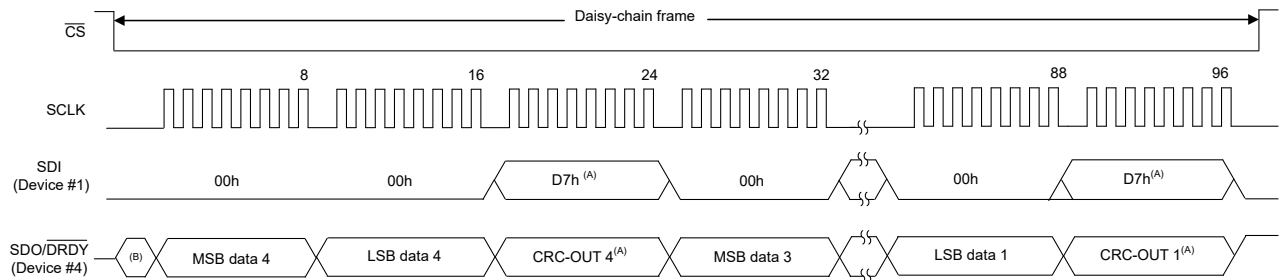 Daisy-chain frame
CS
8 16 24 32 88 96
SCLK
SDI
(Device #1)
00h 00h D7h (A) 00h 00h D7h(A)
SDO/DRDY
(Device #4)
(B) MSB data 4 LSB data 4 CRC-OUT 4(A) MSB data 3 LSB data 1 CRC-OUT 1(A)